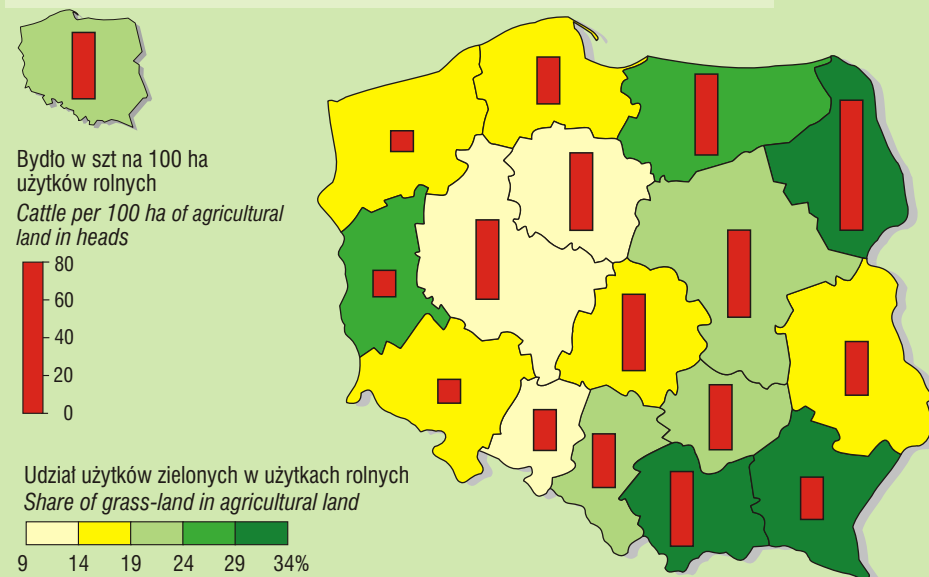 Bydło w szt na 100 ha
użytków rolnych
Cattle per 100 ha of agricultural
land in heads
80
60
40
20
0
Udział użytków zielonych w użytkach rolnych
Share of grass-land in agricultural land
9 14 19 24 29 34%